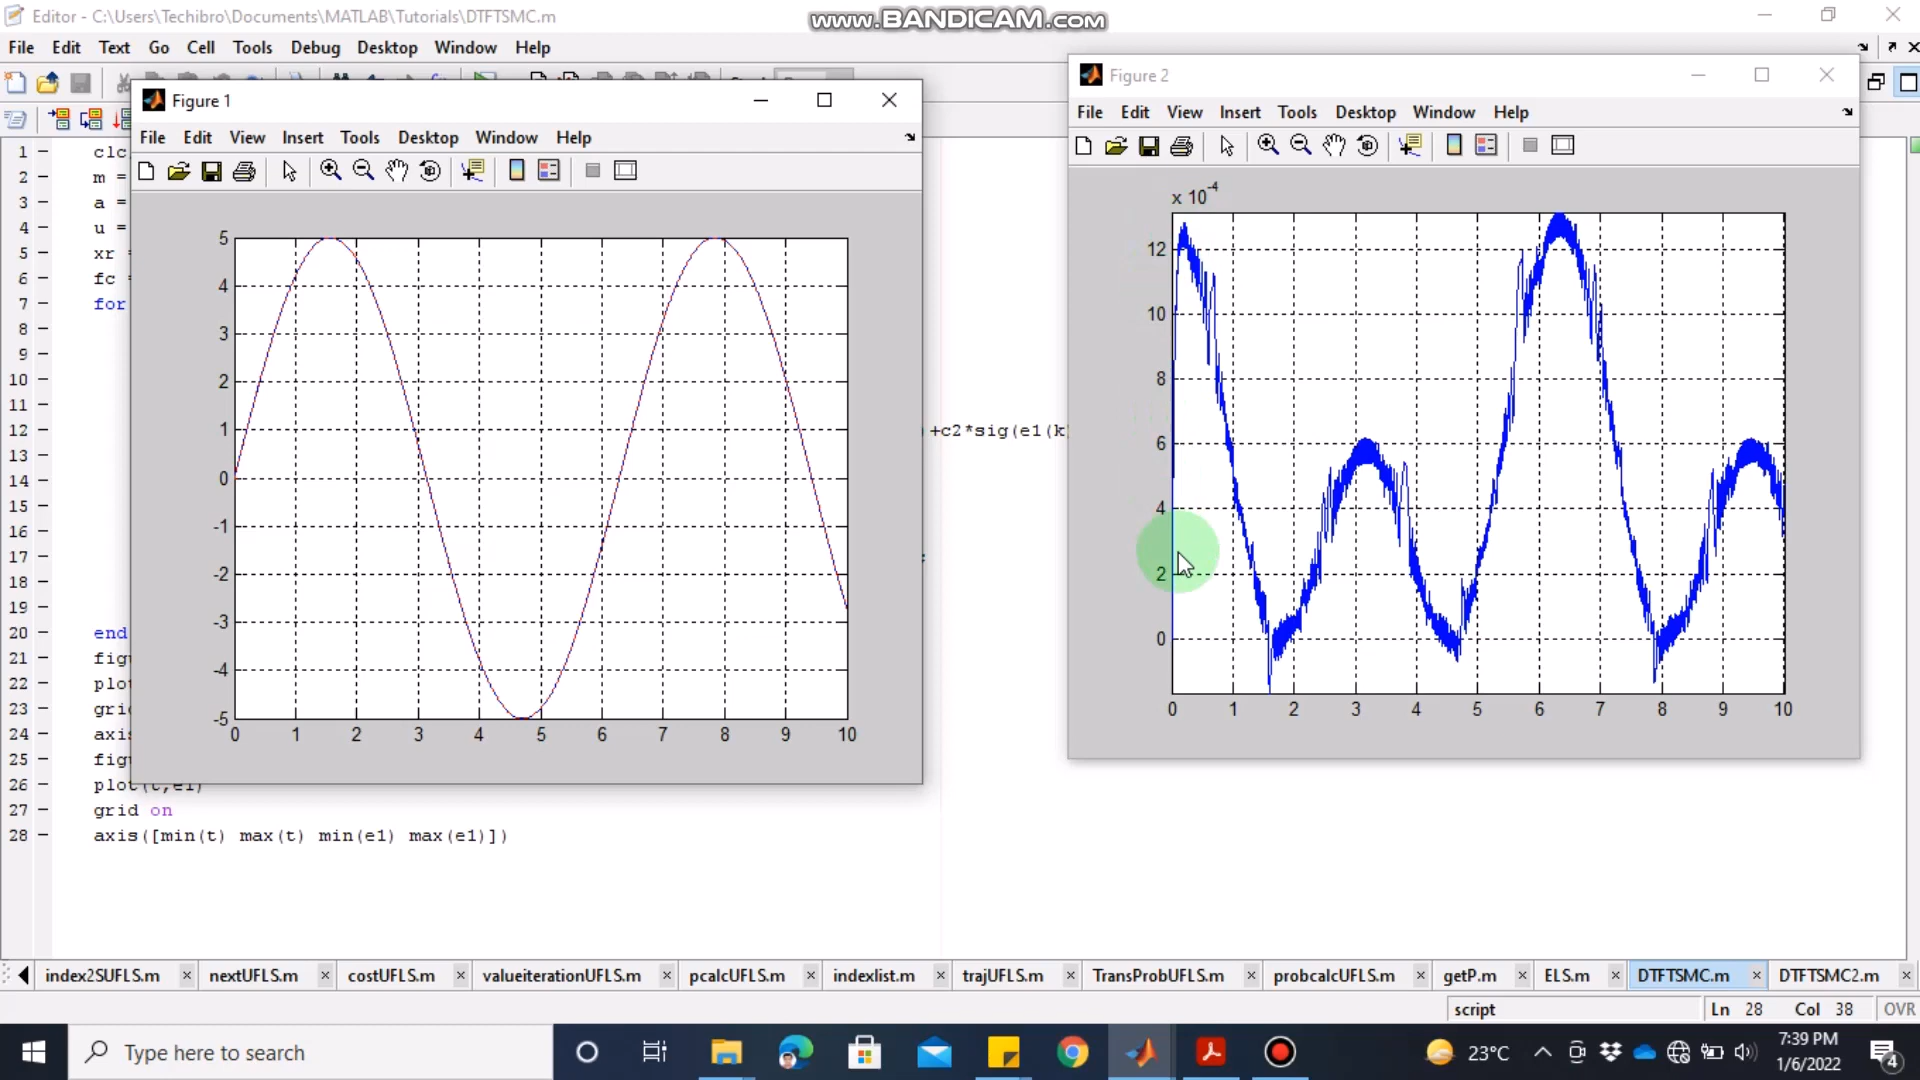 Editor - C:\Users\Techibro\Documents\MATLAB\Tutorials\DTFTSMC.m
www.BANDICAM.com
File Edit Text Go Cell Tools Debug Desktop Window Help
Figure 1
File Edit View Insert Tools Desktop Window Help
5
4
3
2
1
0
-1
-2
-3
-4
-5
0 1 2 3 4 5 6 7 8 9 10
Figure 2
File Edit View Insert Tools Desktop Window Help
x 10-4
12
10
8
6
4
2
0
0 1 2 3 4 5 6 7 8 9 10
1 clc
2 m =
3 a =
4 u =
5 xr =
6 fc =
7 for
8
9
10
11
12 +c2*sig(e1(k)
13
14
15
16
17
18
19
20 end
21 figu
22 plot
23 gri
24 axis
25 figu
26 plot(t,e1)
27 grid on
28 axis([min(t) max(t) min(e1) max(e1)])
index2SUFLS.m nextUFLS.m costUFLS.m valueiterationUFLS.m pcalcUFLS.m indexlist.m trajUFLS.m TransProbUFLS.m probcalcUFLS.m getP.m ELS.m DTFTSMC.m DTFTSMC2.m
script Ln 28 Col 38 OVR
Type here to search
23°C
7:39 PM
1/6/2022
4